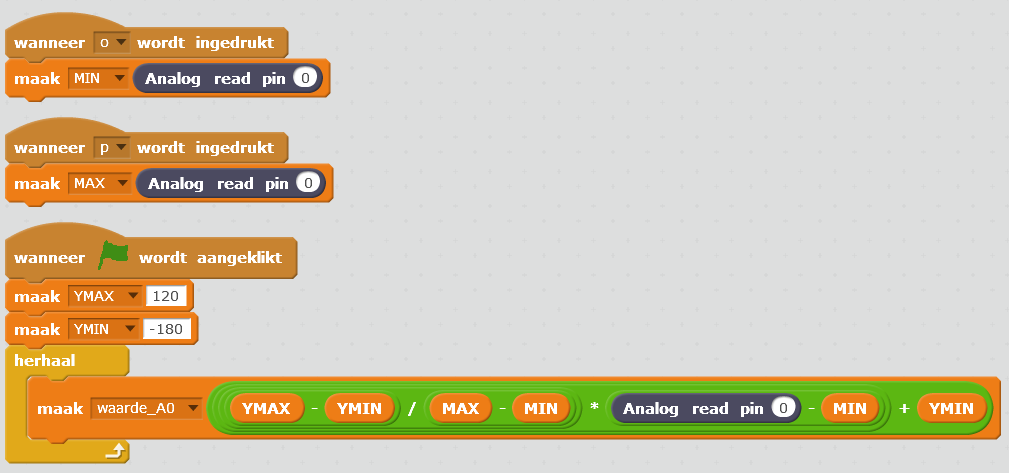 wanneer o wordt ingedrukt
maak MIN Analog read pin 0
wanneer p wordt ingedrukt
maak MAX Analog read pin 0
wanneer wordt aangeklikt
maak YMAX 120
maak YMIN -180
herhaal
maak waarde_A0 YMAX - YMIN / MAX - MIN * Analog read pin 0 - MIN + YMIN